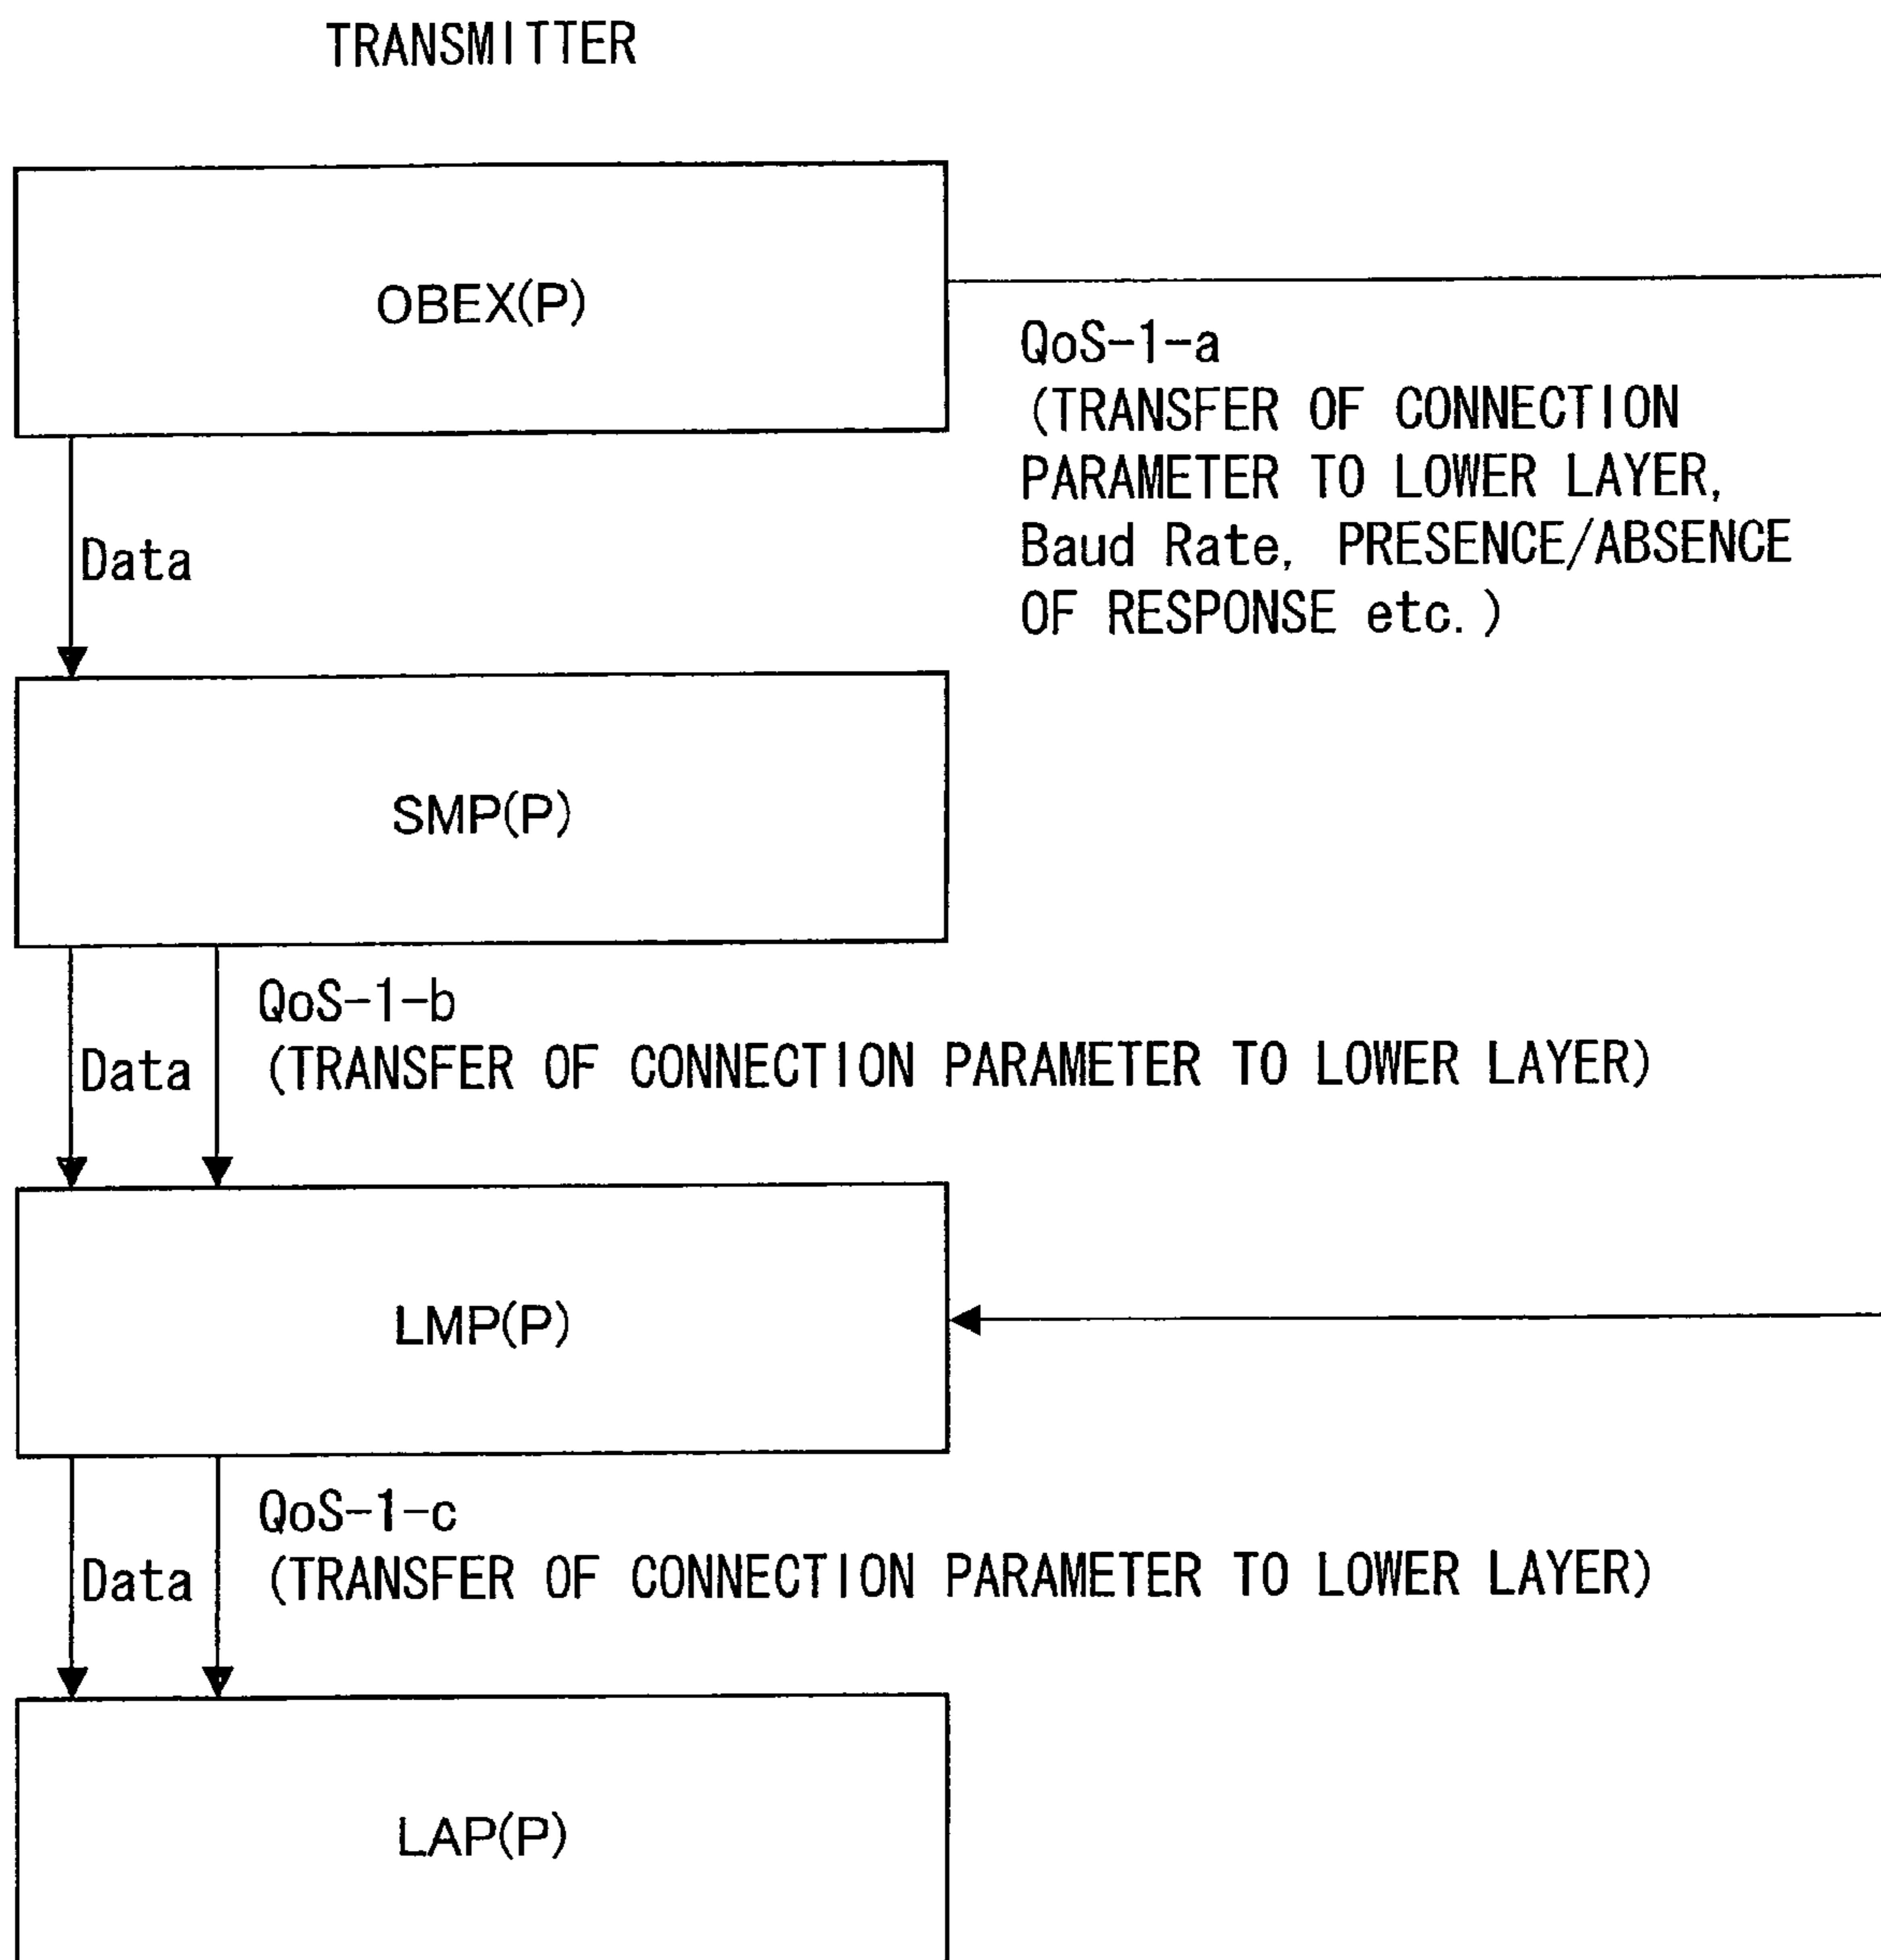 TRANSMITTER
OBEX(P)
QoS-1-a
(TRANSFER OF CONNECTION
PARAMETER TO LOWER LAYER,
Baud Rate, PRESENCE/ABSENCE
OF RESPONSE etc.)
Data
SMP(P)
QoS-1-b
Data
(TRANSFER OF CONNECTION PARAMETER TO LOWER LAYER)
LMP(P)
QoS-1-c
Data
(TRANSFER OF CONNECTION PARAMETER TO LOWER LAYER)
LAP(P)